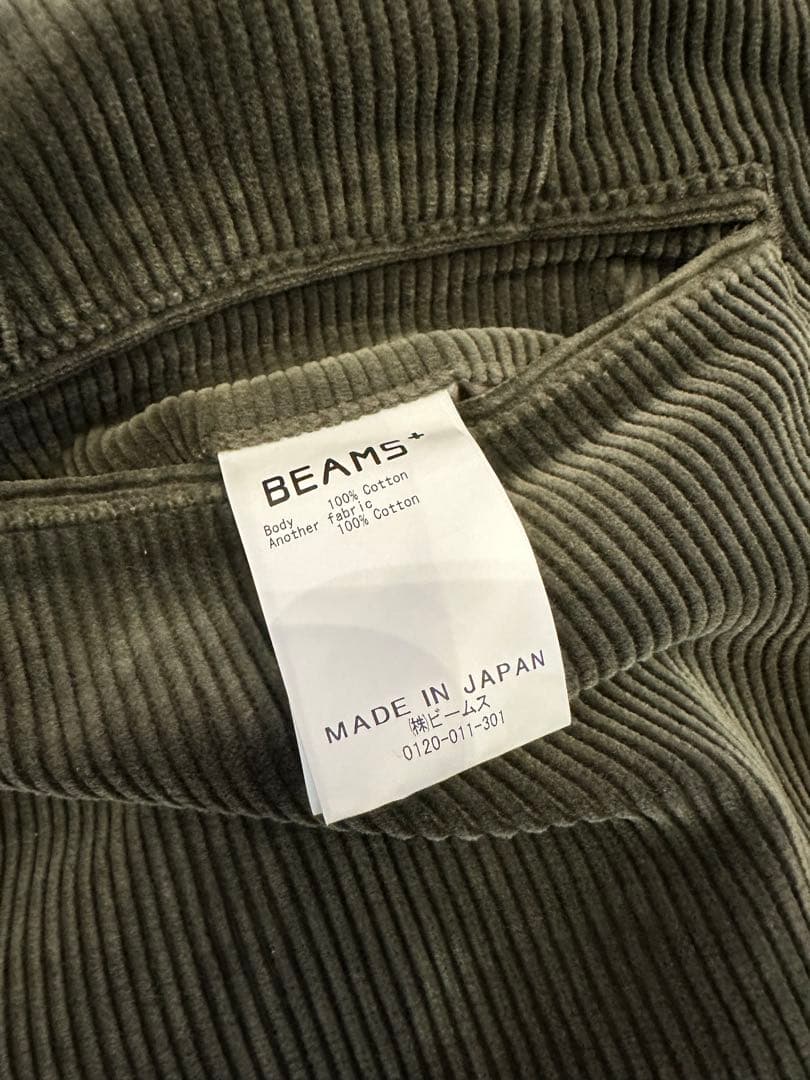 BEAMS+
Body 100% Cotton
Another fabric
100% Cotton
MADE IN JAPAN
㈱ビームス
0120-011-301